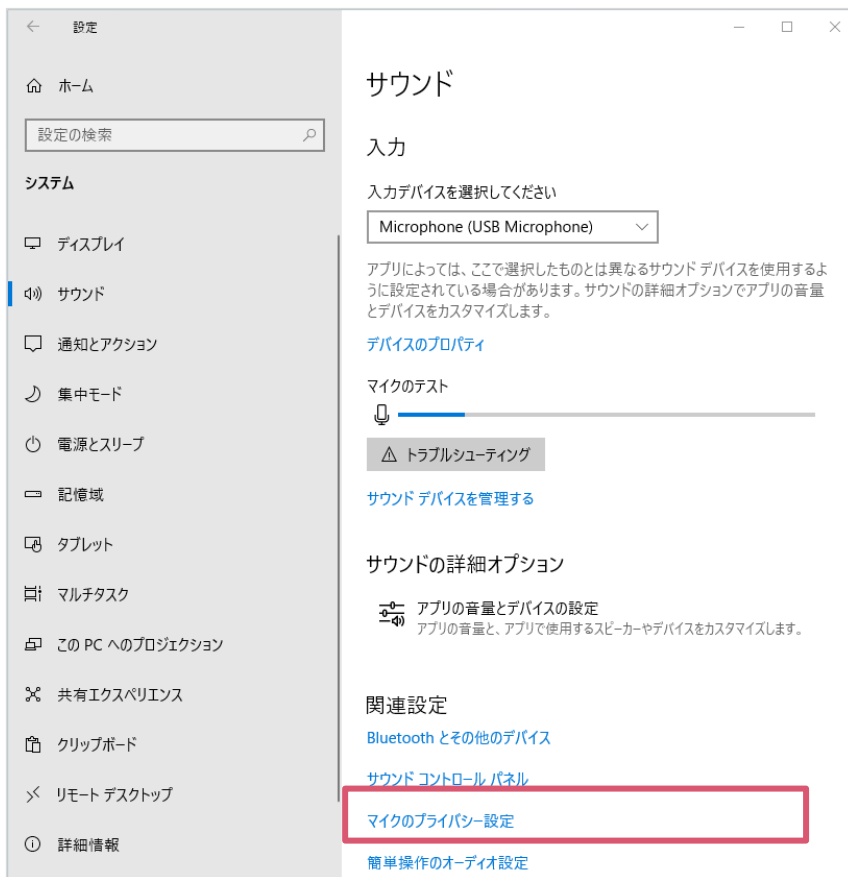 設定
ホーム
設定の検索
システム
ディスプレイ
サウンド
通知とアクション
集中モード
電源とスリープ
記憶域
タブレット
マルチタスク
この PC へのプロジェクション
共有エクスペリエンス
クリップボード
リモート デスクトップ
詳細情報
サウンド
入力
入力デバイスを選択してください
Microphone (USB Microphone)
アプリによっては、ここで選択したものとは異なるサウンド デバイスを使用するよ
うに設定されている場合があります。サウンドの詳細オプションでアプリの音量
とデバイスをカスタマイズします。
デバイスのプロパティ
マイクのテスト
トラブルシューティング
サウンド デバイスを管理する
サウンドの詳細オプション
アプリの音量とデバイスの設定
アプリの音量と、アプリで使用するスピーカーやデバイスをカスタマイズします。
関連設定
Bluetooth とその他のデバイス
サウンド コントロール パネル
マイクのプライバシー設定
簡単操作のオーディオ設定